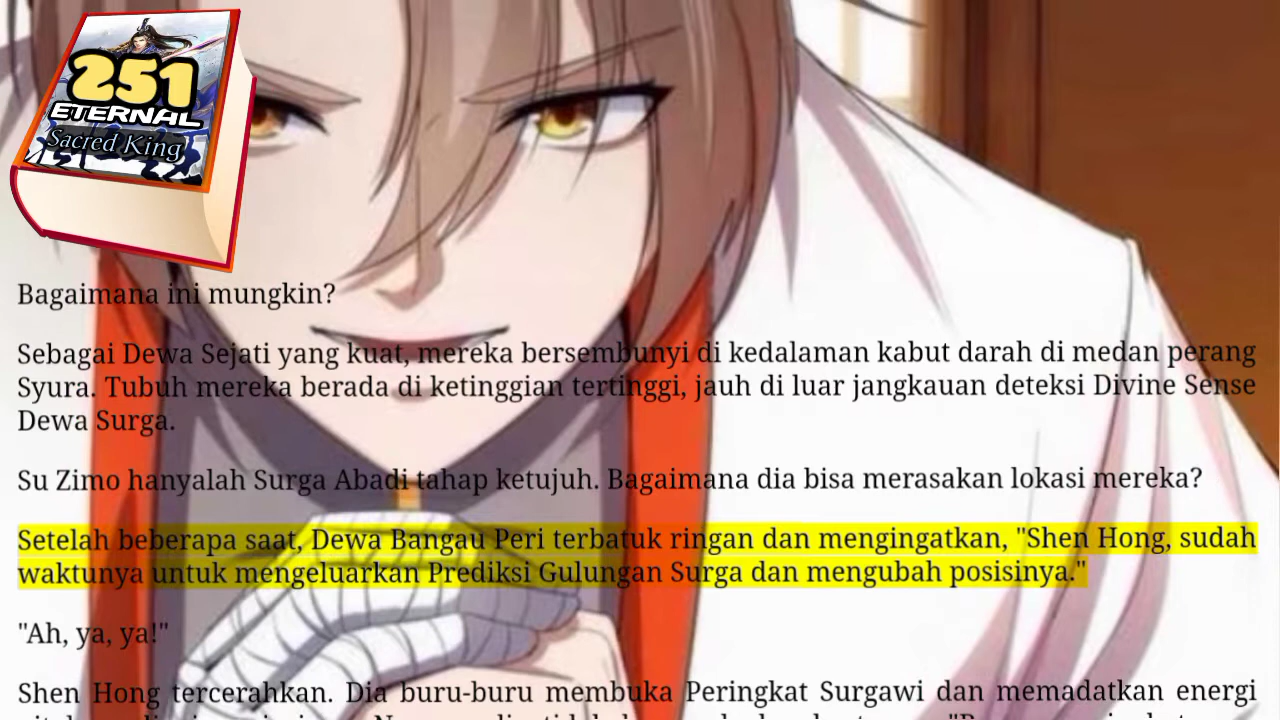 251
ETERNAL
Sacred King
Bagaimana ini mungkin?
Sebagai Dewa Sejati yang kuat, mereka bersembunyi di kedalaman kabut darah di medan perang
Syura. Tubuh mereka berada di ketinggian tertinggi, jauh di luar jangkauan deteksi Divine Sense
Dewa Surga.
Su Zimo hanyalah Surga Abadi tahap ketujuh. Bagaimana dia bisa merasakan lokasi mereka?
Setelah beberapa saat, Dewa Bangau Peri terbatuk ringan dan mengingatkan, "Shen Hong, sudah
waktunya untuk mengeluarkan Prediksi Gulungan Surga dan mengubah posisinya."
"Ah, ya, ya!"
Shen Hong tercerahkan. Dia buru-buru membuka Peringkat Surgawi dan memadatkan energi